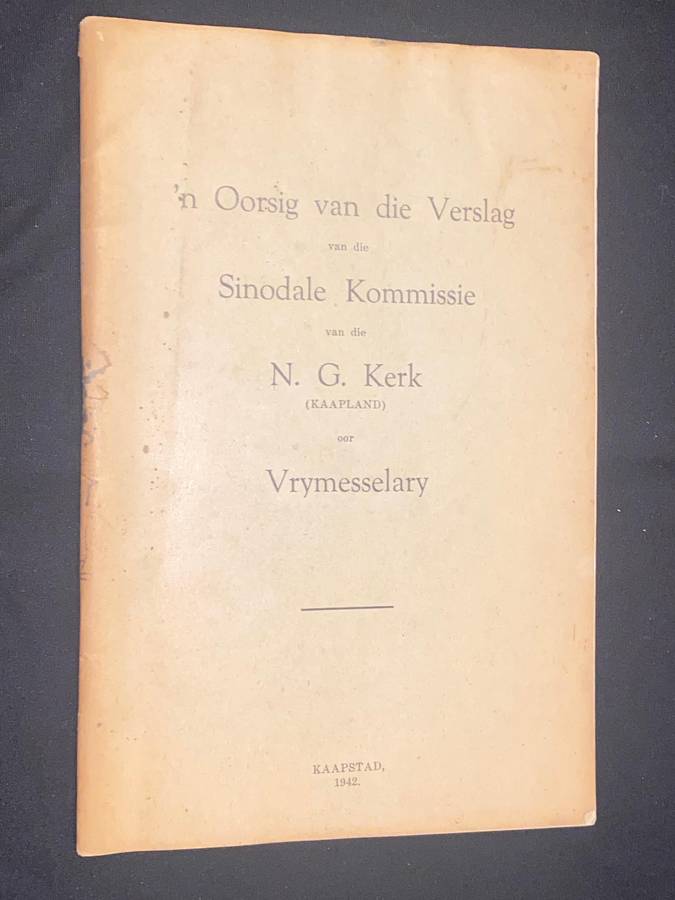 'n Oorsig van die Verslag
van die
Sinodale Kommissie
van die
N. G. Kerk
(KAAPLAND)
oor
Vrymesselary
KAAPSTAD,
1942.